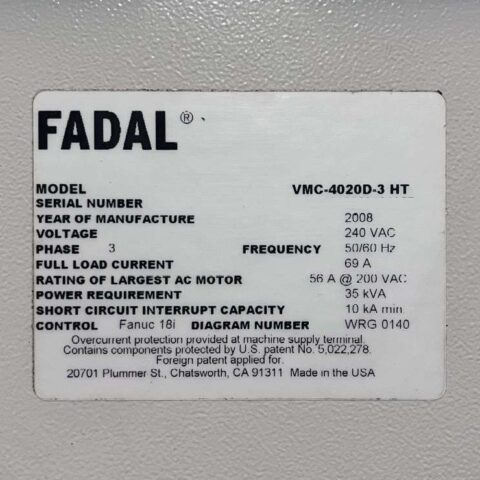 FADAL®
MODEL VMC-4020D-3 HT
SERIAL NUMBER
YEAR OF MANUFACTURE 2008
VOLTAGE 240 VAC
PHASE 3 FREQUENCY 50/60 Hz
FULL LOAD CURRENT 69 A
RATING OF LARGEST AC MOTOR 56 A @ 200 VAC
POWER REQUIREMENT 35 kVA
SHORT CIRCUIT INTERRUPT CAPACITY 10 kA min
CONTROL Fanuc 18i DIAGRAM NUMBER WRG 0140
Overcurrent protection provided at machine supply terminal.
Contains components protected by U.S. patent No. 5,022,278.
Foreign patent applied for.
20701 Plummer St., Chatsworth, CA 91311 Made in the USA